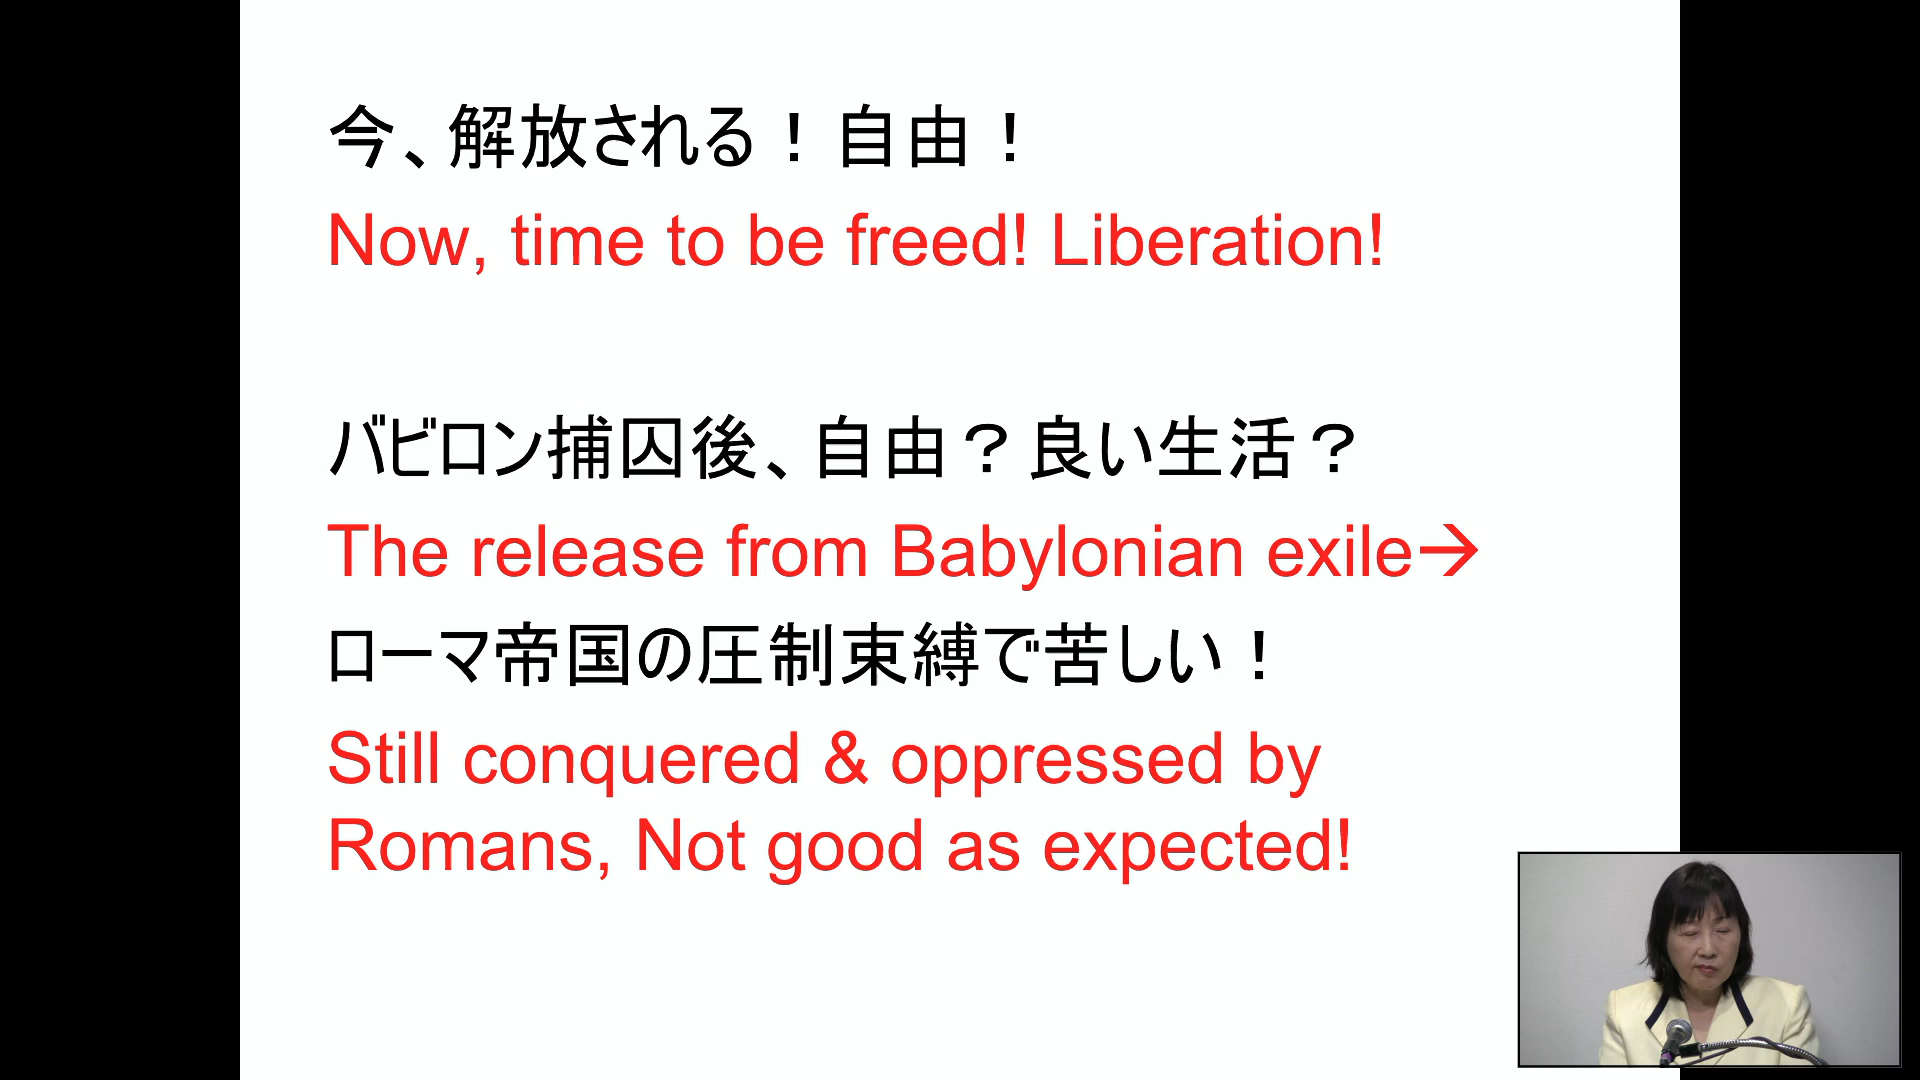 今、解放される！自由！
Now, time to be freed! Liberation!
バビロン捕囚後、自由？良い生活？
The release from Babylonian exile→
ローマ帝国の圧制束縛で苦しい！
Still conquered & oppressed by
Romans, Not good as expected!